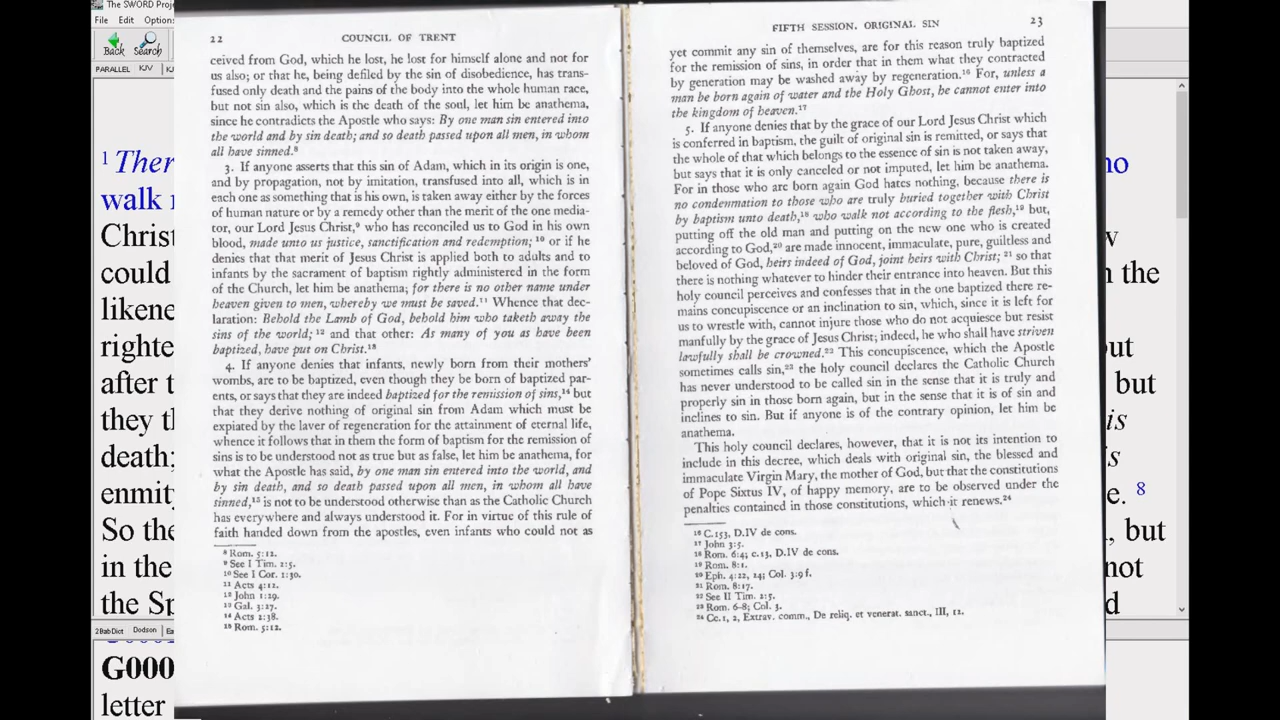 The SWORD Proj
File Edit Option
Back Search
PARALLEL KJV
1 Ther
walk
Christ
could
likene
righte
after t
they th
death;
enmity
So the
in the
the Sp
2BabDict Dodson
G000
letter
22 COUNCIL OF TRENT
ceived from God, which he lost, he lost for himself alone and not for
us also; or that he, being defiled by the sin of disobedience, has trans-
fused only death and the pains of the body into the whole human race,
but not sin also, which is the death of the soul, let him be anathema,
since he contradicts the Apostle who says: By one man sin entered into
the world and by sin death; and so death passed upon all men, in whom
all have sinned.8
3. If anyone asserts that this sin of Adam, which in its origin is one,
and by propagation, not by imitation, transfused into all, which is in
each one as something that is his own, is taken away either by the forces
of human nature or by a remedy other than the merit of the one media-
tor, our Lord Jesus Christ,9 who has reconciled us to God in his own
blood, made unto us justice, sanctification and redemption; 10 or if he
denies that that merit of Jesus Christ is applied both to adults and to
infants by the sacrament of baptism rightly administered in the form
of the Church, let him be anathema; for there is no other name under
heaven given to men, whereby we must be saved.11 Whence that dec-
laration: Behold the Lamb of God, behold him who taketh away the
sins of the world; 12 and that other: As many of you as have been
baptized, have put on Christ.13
4. If anyone denies that infants, newly born from their mothers'
wombs, are to be baptized, even though they be born of baptized par-
ents, or says that they are indeed baptized for the remission of sins,14 but
that they derive nothing of original sin from Adam which must be
expiated by the laver of regeneration for the attainment of eternal life,
whence it follows that in them the form of baptism for the remission of
sins is to be understood not as true but as false, let him be anathema, for
what the Apostle has said, by one man sin entered into the world, and
by sin death, and so death passed upon all men, in whom all have
sinned,15 is not to be understood otherwise than as the Catholic Church
has everywhere and always understood it. For in virtue of this rule of
faith handed down from the apostles, even infants who could not as
8 Rom. 5:12.
9 See I Tim. 2:5.
10 See I Cor. 1:30.
11 Acts 4:12.
12 John 1:29.
13 Gal. 3:27.
14 Acts 2:38.
15 Rom. 5:12.
FIFTH SESSION. ORIGINAL SIN 23
yet commit any sin of themselves, are for this reason truly baptized
for the remission of sins, in order that in them what they contracted
by generation may be washed away by regeneration.16 For, unless a
man be born again of water and the Holy Ghost, he cannot enter into
the kingdom of heaven.17
5. If anyone denies that by the grace of our Lord Jesus Christ which
is conferred in baptism, the guilt of original sin is remitted, or says that
the whole of that which belongs to the essence of sin is not taken away,
but says that it is only canceled or not imputed, let him be anathema.
For in those who are born again God hates nothing, because there is
no condemnation to those who are truly buried together with Christ
by baptism unto death,18 who walk not according to the flesh,19 but,
putting off the old man and putting on the new one who is created
according to God,20 are made innocent, immaculate, pure, guiltless and
beloved of God, heirs indeed of God, joint heirs with Christ; 21 so that
there is nothing whatever to hinder their entrance into heaven. But this
holy council perceives and confesses that in the one baptized there re-
mains concupiscence or an inclination to sin, which, since it is left for
us to wrestle with, cannot injure those who do not acquiesce but resist
manfully by the grace of Jesus Christ; indeed, he who shall have striven
lawfully shall be crowned.22 This concupiscence, which the Apostle
sometimes calls sin,23 the holy council declares the Catholic Church
has never understood to be called sin in the sense that it is truly and
properly sin in those born again, but in the sense that it is of sin and
inclines to sin. But if anyone is of the contrary opinion, let him be
anathema.
This holy council declares, however, that it is not its intention to
include in this decree, which deals with original sin, the blessed and
immaculate Virgin Mary, the mother of God, but that the constitutions
of Pope Sixtus IV, of happy memory, are to be observed under the
penalties contained in those constitutions, which it renews.24
16 C.153, D.IV de cons.
17 John 3:5.
18 Rom. 6:4; c.13, D.IV de cons.
19 Rom. 8:1.
20 Eph. 4:22, 24; Col. 3:9 f.
21 Rom. 8:17.
22 See II Tim. 2:5.
23 Rom. 6-8; Col. 3.
24 Cc.1, 2, Extrav. comm., De reliq. et venerat. sanct., III, 12.
the
but
but
is
e. 8
, but
not